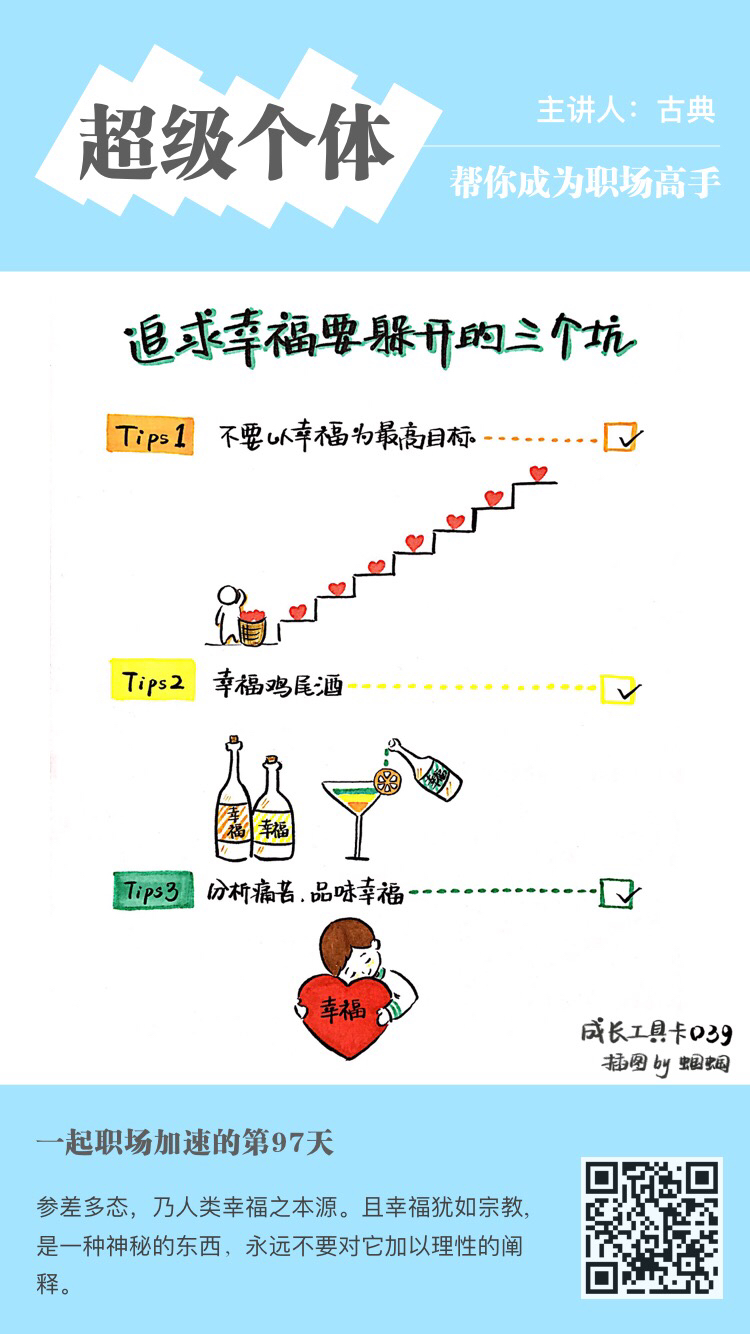 超级个体
主讲人：古典
帮你成为职场高手
追求幸福要躲开的三个坑
Tips1 不要以幸福为最高目标。
Tips2 幸福鸡尾酒
幸福
幸福
幸福
Tips3 分析痛苦.品味幸福
幸福
成长工具卡039
插图by 蝈蝈
一起职场加速的第97天
参差多态，乃人类幸福之本源。且幸福犹如宗教，
是一种神秘的东西，永远不要对它加以理性的阐
释。